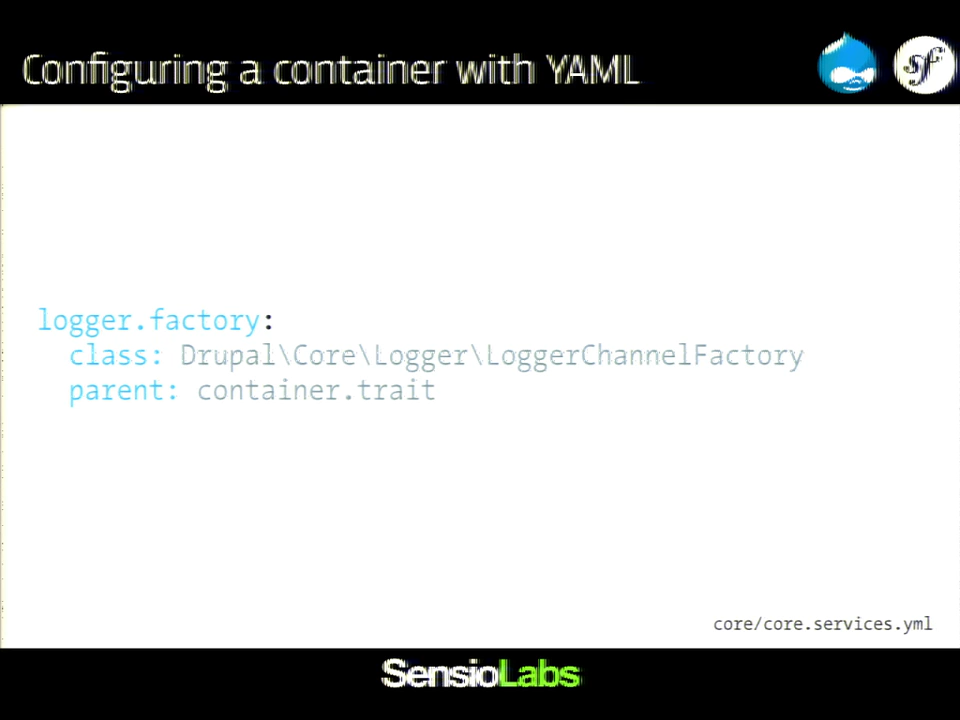 Configuring a container with YAML
sf
logger.factory:
  class: Drupal\Core\Logger\LoggerChannelFactory
  parent: container.trait
core/core.services.yml
SensioLabs